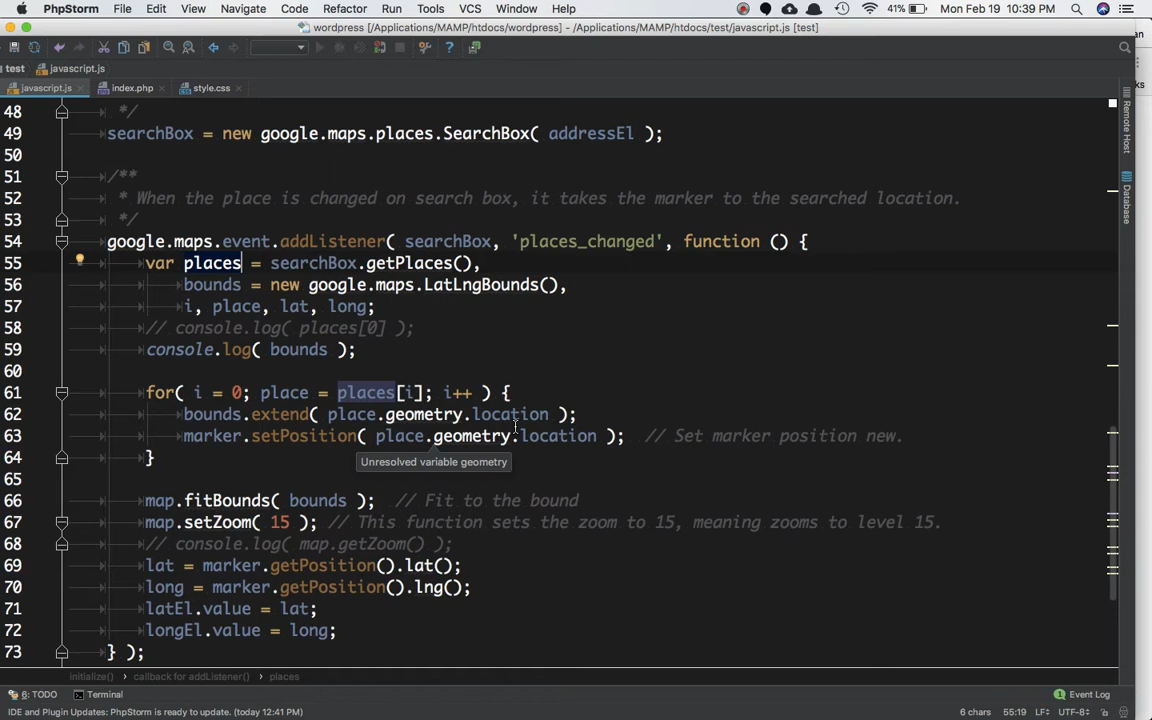 PhpStorm File Edit View Navigate Code Refactor Run Tools VCS Window Help 41% Mon Feb 19 10:39 PM
wordpress [/Applications/MAMP/htdocs/wordpress] - /Applications/MAMP/htdocs/test/javascript.js [test]
test javascript.js
javascript.js index.php style.css
48 */
49 searchBox = new google.maps.places.SearchBox( addressEl );
50
51 /**
52 * When the place is changed on search box, it takes the marker to the searched location.
53 */
54 google.maps.event.addListener( searchBox, 'places_changed', function () {
55 var places = searchBox.getPlaces(),
56 bounds = new google.maps.LatLngBounds(),
57 i, place, lat, long;
58 // console.log( places[0] );
59 console.log( bounds );
60
61 for( i = 0; place = places[i]; i++ ) {
62 bounds.extend( place.geometry.location );
63 marker.setPosition( place.geometry.location ); // Set marker position new.
Unresolved variable geometry
64 }
65
66 map.fitBounds( bounds ); // Fit to the bound
67 map.setZoom( 15 ); // This function sets the zoom to 15, meaning zooms to level 15.
68 // console.log( map.getZoom() );
69 lat = marker.getPosition().lat();
70 long = marker.getPosition().lng();
71 latEl.value = lat;
72 longEl.value = long;
73 } );
initialize() callback for addListener() places
6: TODO Terminal 1 Event Log
IDE and Plugin Updates: PhpStorm is ready to update. (today 12:41 PM) 6 chars 55:19 LF÷ UTF-8÷
Remote Host
Database
an
ks